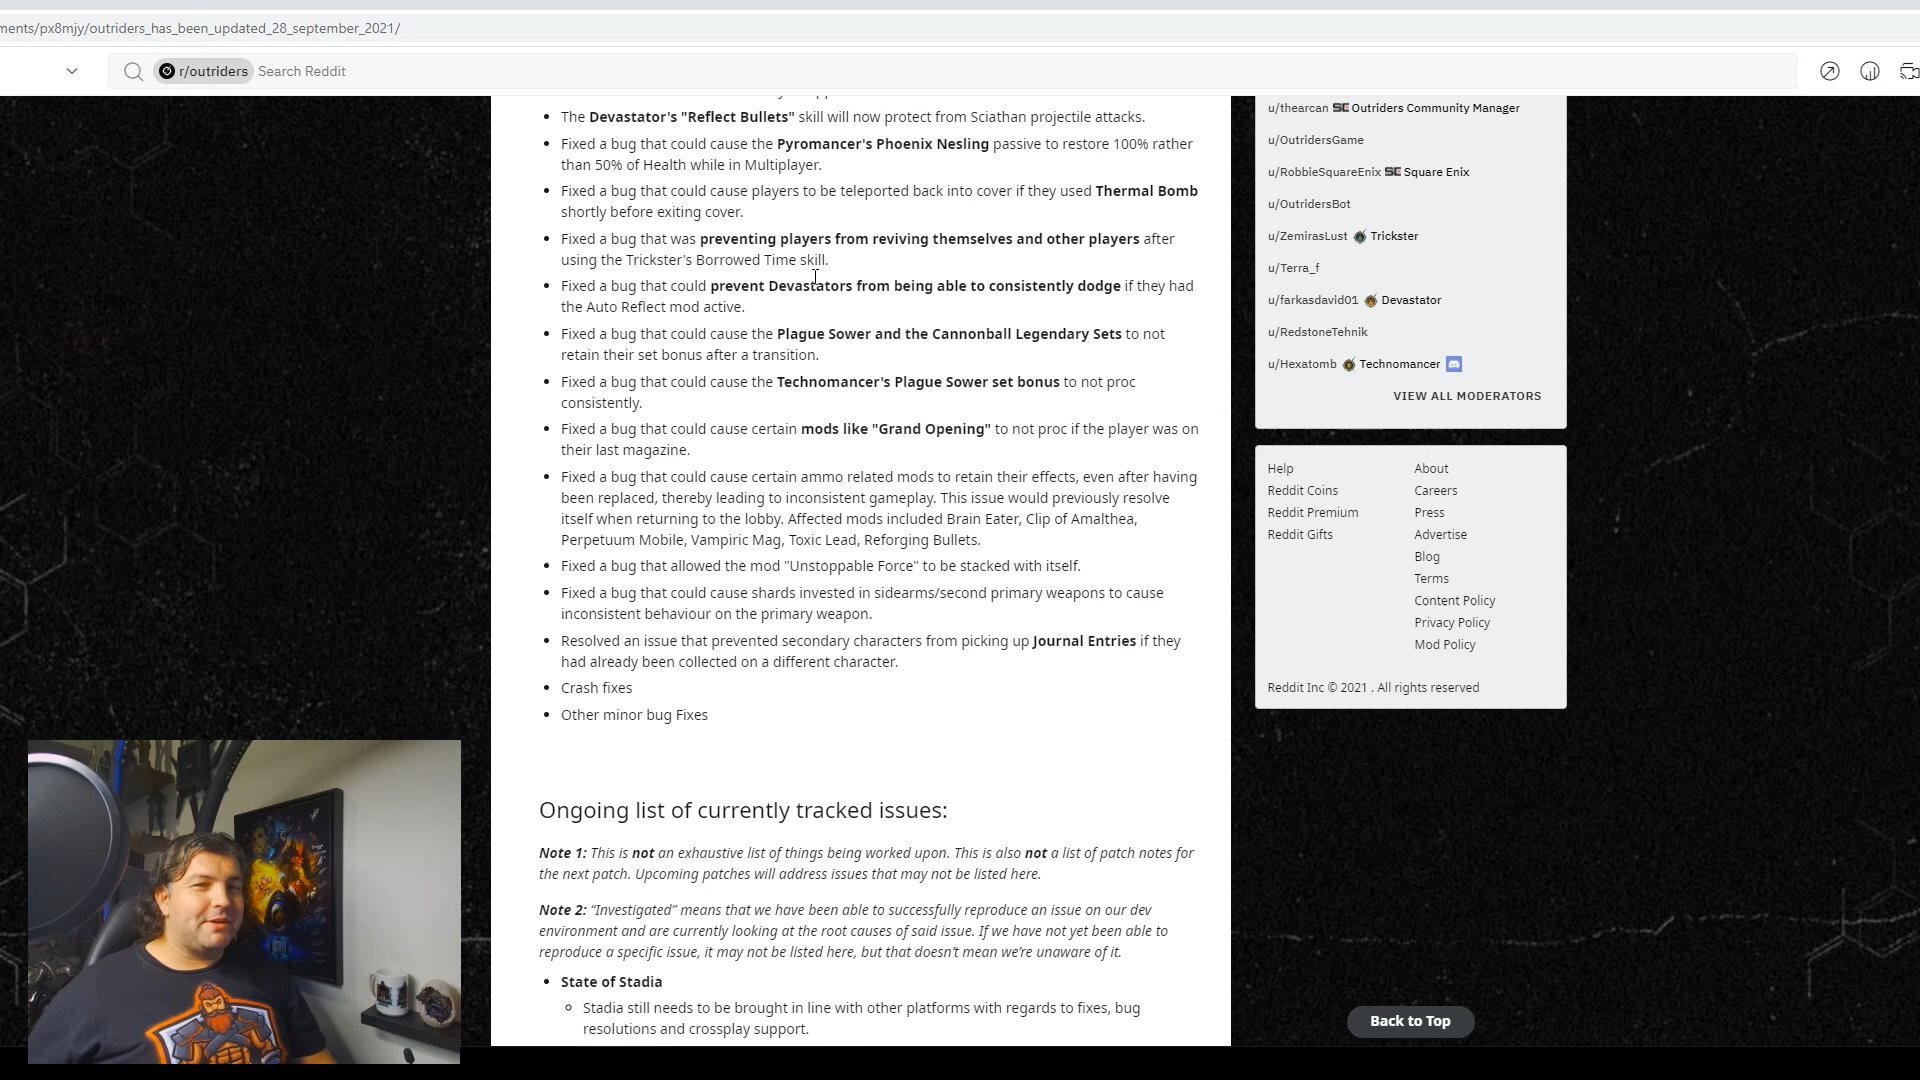 ments/px8mjy/outriders_has_been_updated_28_september_2021/
r/outriders Search Reddit
• The Devastator's "Reflect Bullets" skill will now protect from Sciathan projectile attacks.
• Fixed a bug that could cause the Pyromancer's Phoenix Nesling passive to restore 100% rather
than 50% of Health while in Multiplayer.
• Fixed a bug that could cause players to be teleported back into cover if they used Thermal Bomb
shortly before exiting cover.
• Fixed a bug that was preventing players from reviving themselves and other players after
using the Trickster's Borrowed Time skill.
• Fixed a bug that could prevent Devastators from being able to consistently dodge if they had
the Auto Reflect mod active.
• Fixed a bug that could cause the Plague Sower and the Cannonball Legendary Sets to not
retain their set bonus after a transition.
• Fixed a bug that could cause the Technomancer's Plague Sower set bonus to not proc
consistently.
• Fixed a bug that could cause certain mods like "Grand Opening" to not proc if the player was on
their last magazine.
• Fixed a bug that could cause certain ammo related mods to retain their effects, even after having
been replaced, thereby leading to inconsistent gameplay. This issue would previously resolve
itself when returning to the lobby. Affected mods included Brain Eater, Clip of Amalthea,
Perpetuum Mobile, Vampiric Mag, Toxic Lead, Reforging Bullets.
• Fixed a bug that allowed the mod "Unstoppable Force" to be stacked with itself.
• Fixed a bug that could cause shards invested in sidearms/second primary weapons to cause
inconsistent behaviour on the primary weapon.
• Resolved an issue that prevented secondary characters from picking up Journal Entries if they
had already been collected on a different character.
• Crash fixes
• Other minor bug Fixes
Ongoing list of currently tracked issues:
Note 1: This is not an exhaustive list of things being worked upon. This is also not a list of patch notes for
the next patch. Upcoming patches will address issues that may not be listed here.
Note 2: “Investigated” means that we have been able to successfully reproduce an issue on our dev
environment and are currently looking at the root causes of said issue. If we have not yet been able to
reproduce a specific issue, it may not be listed here, but that doesn’t mean we’re unaware of it.
• State of Stadia
◦ Stadia still needs to be brought in line with other platforms with regards to fixes, bug
resolutions and crossplay support.
u/thearcan SE Outriders Community Manager
u/OutridersGame
u/RobbieSquareEnix SE Square Enix
u/OutridersBot
u/ZemirasLust Trickster
u/Terra_f
u/farkasdavid01 Devastator
u/RedstoneTehnik
u/Hexatomb Technomancer
VIEW ALL MODERATORS
Help About
Reddit Coins Careers
Reddit Premium Press
Reddit Gifts Advertise
Blog
Terms
Content Policy
Privacy Policy
Mod Policy
Reddit Inc © 2021 . All rights reserved
Back to Top